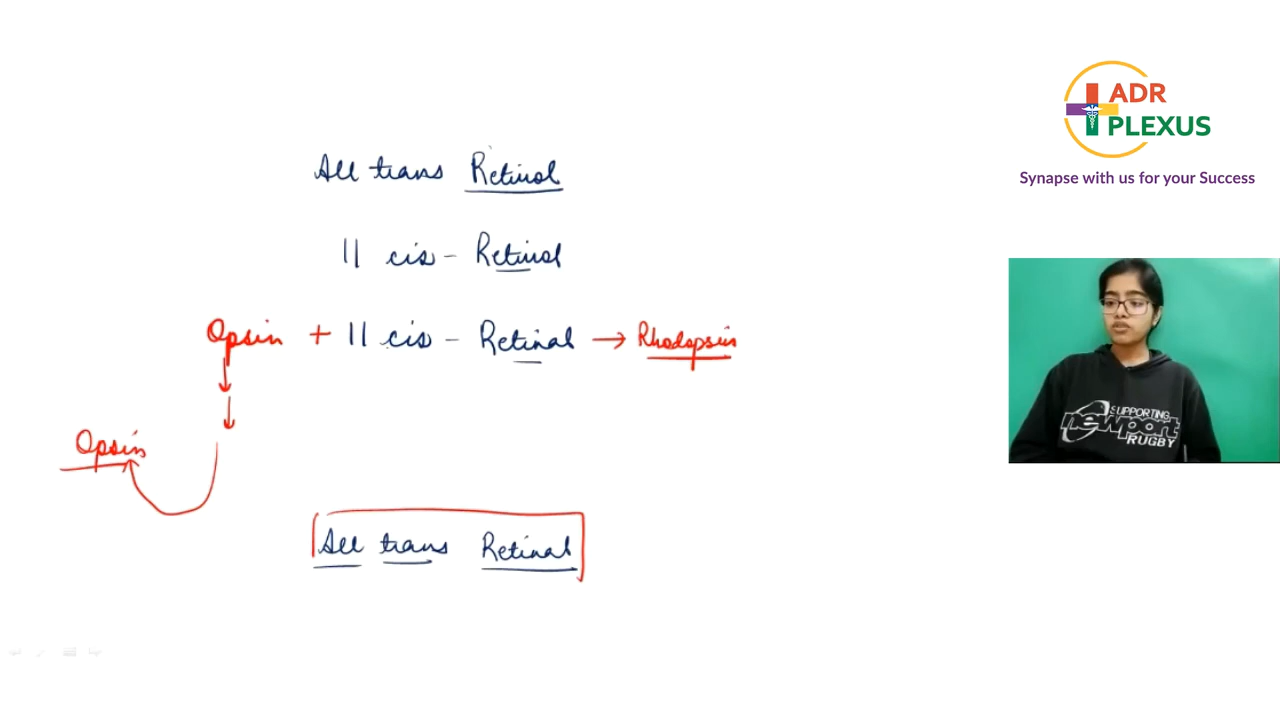 ADR
PLEXUS
Synapse with us for your Success
All trans Retinol
11 cis - Retinol
Opsin + 11 cis - Retinal → Rhodopsin
Opsin
All trans Retinal
SUPPORTING
newport
RUGBY